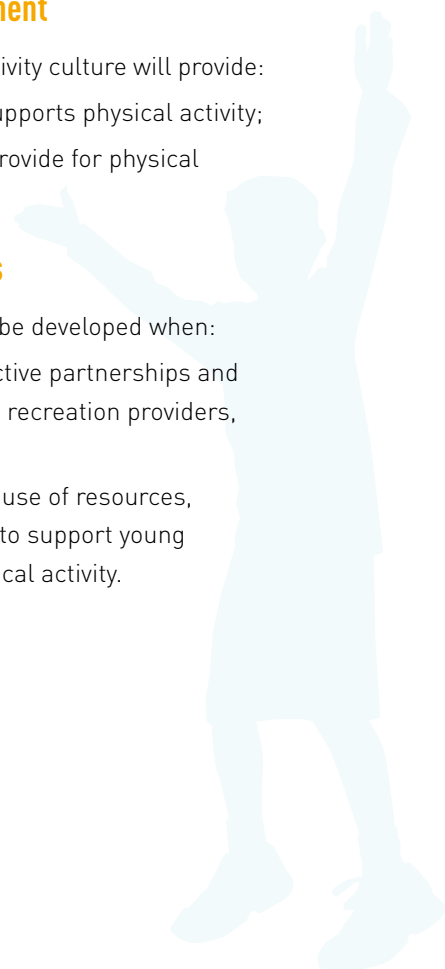 ivity culture will provide:
upports physical activity;
rovide for physical
be developed when:
ctive partnerships and
recreation providers,
use of resources,
to support young
cal activity.